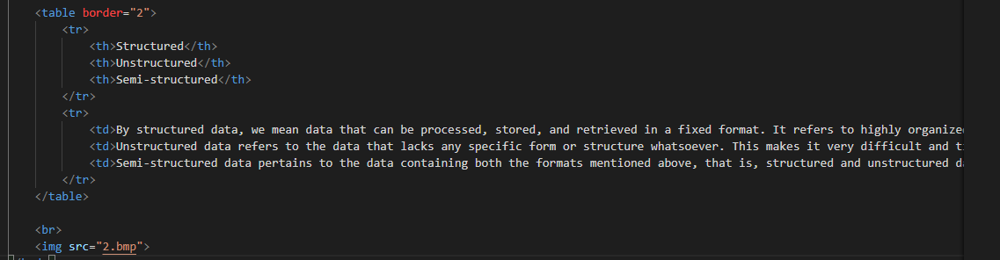 <table border="2">
<tr>
<th>Structured</th>
<th>Unstructured</th>
<th>Semi-structured</th>
</tr>
<tr>
<td>By structured data, we mean data that can be processed, stored, and retrieved in a fixed format. It refers to highly
<td>Unstructured data refers to the data that lacks any specific form or structure whatsoever. This makes it very difficult and
<td>Semi-structured data pertains to the data containing both the formats mentioned above, that is, structured and unstructured
</tr>
</table>
<br>
<img src="2.bmp">